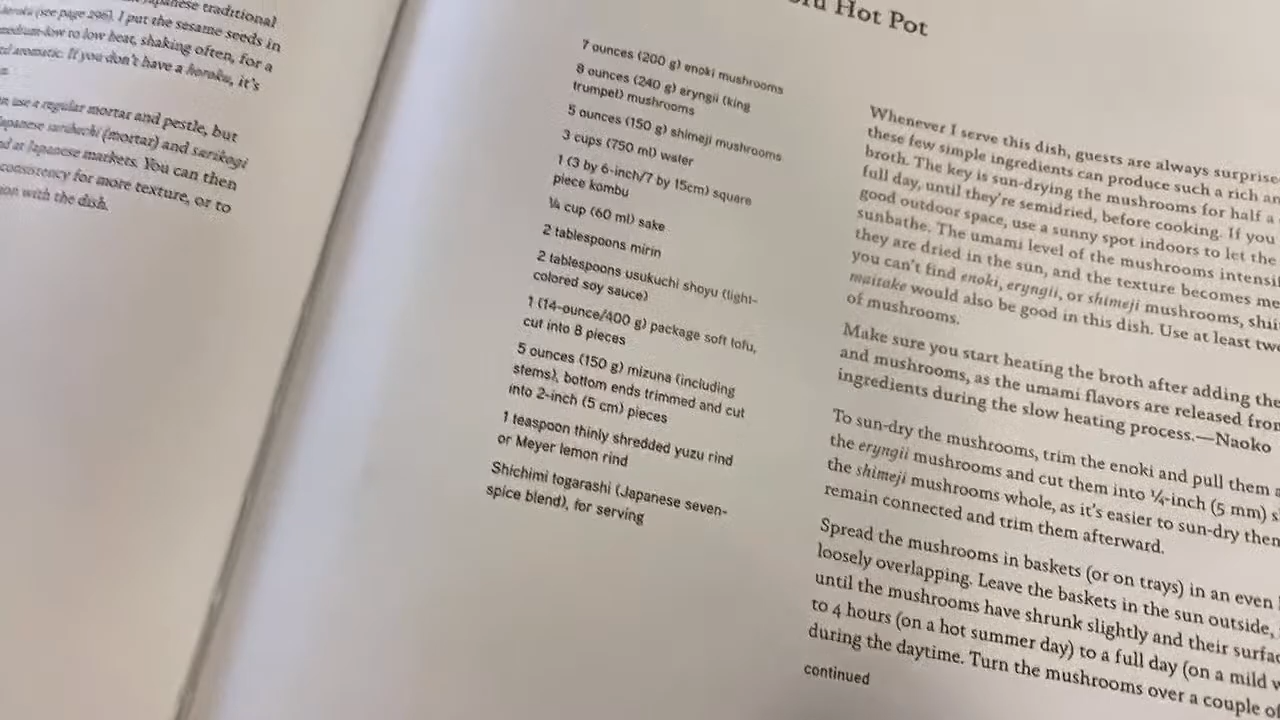 panese traditional
horoku (see page 296). I put the sesame seeds in
medium-low to low heat, shaking often, for a
aromatic. If you don't have a horoku, it's
use a regular mortar and pestle, but
Japanese suribachi (mortar) and surikogi
at Japanese markets. You can then
consistency for more texture, or to
with the dish.
Hot Pot
7 ounces (200 g) enoki mushrooms
8 ounces (240 g) eryngii (king
trumpet) mushrooms
5 ounces (150 g) shimeji mushrooms
3 cups (750 ml) water
1 (3 by 6-inch/7 by 15cm) square
piece kombu
¼ cup (60 ml) sake
2 tablespoons mirin
2 tablespoons usukuchi shoyu (light-
colored soy sauce)
1 (14-ounce/400 g) package soft tofu,
cut into 8 pieces
5 ounces (150 g) mizuna (including
stems), bottom ends trimmed and cut
into 2-inch (5 cm) pieces
1 teaspoon thinly shredded yuzu rind
or Meyer lemon rind
Shichimi togarashi (Japanese seven-
spice blend), for serving
Whenever I serve this dish, guests are always surprise
these few simple ingredients can produce such a rich an
broth. The key is sun-drying the mushrooms for half a
full day, until they're semidried, before cooking. If you
good outdoor space, use a sunny spot indoors to let the
sunbathe. The umami level of the mushrooms intensi
they are dried in the sun, and the texture becomes me
you can't find enoki, eryngii, or shimeji mushrooms, shii
maitake would also be good in this dish. Use at least two
of mushrooms.
Make sure you start heating the broth after adding the
and mushrooms, as the umami flavors are released from
ingredients during the slow heating process.—Naoko
To sun-dry the mushrooms, trim the enoki and pull them
the eryngii mushrooms and cut them into ¼-inch (5 mm) s
the shimeji mushrooms whole, as it's easier to sun-dry them
remain connected and trim them afterward.
Spread the mushrooms in baskets (or on trays) in an even
loosely overlapping. Leave the baskets in the sun outside,
until the mushrooms have shrunk slightly and their surfac
to 4 hours (on a hot summer day) to a full day (on a mild w
during the daytime. Turn the mushrooms over a couple of
continued